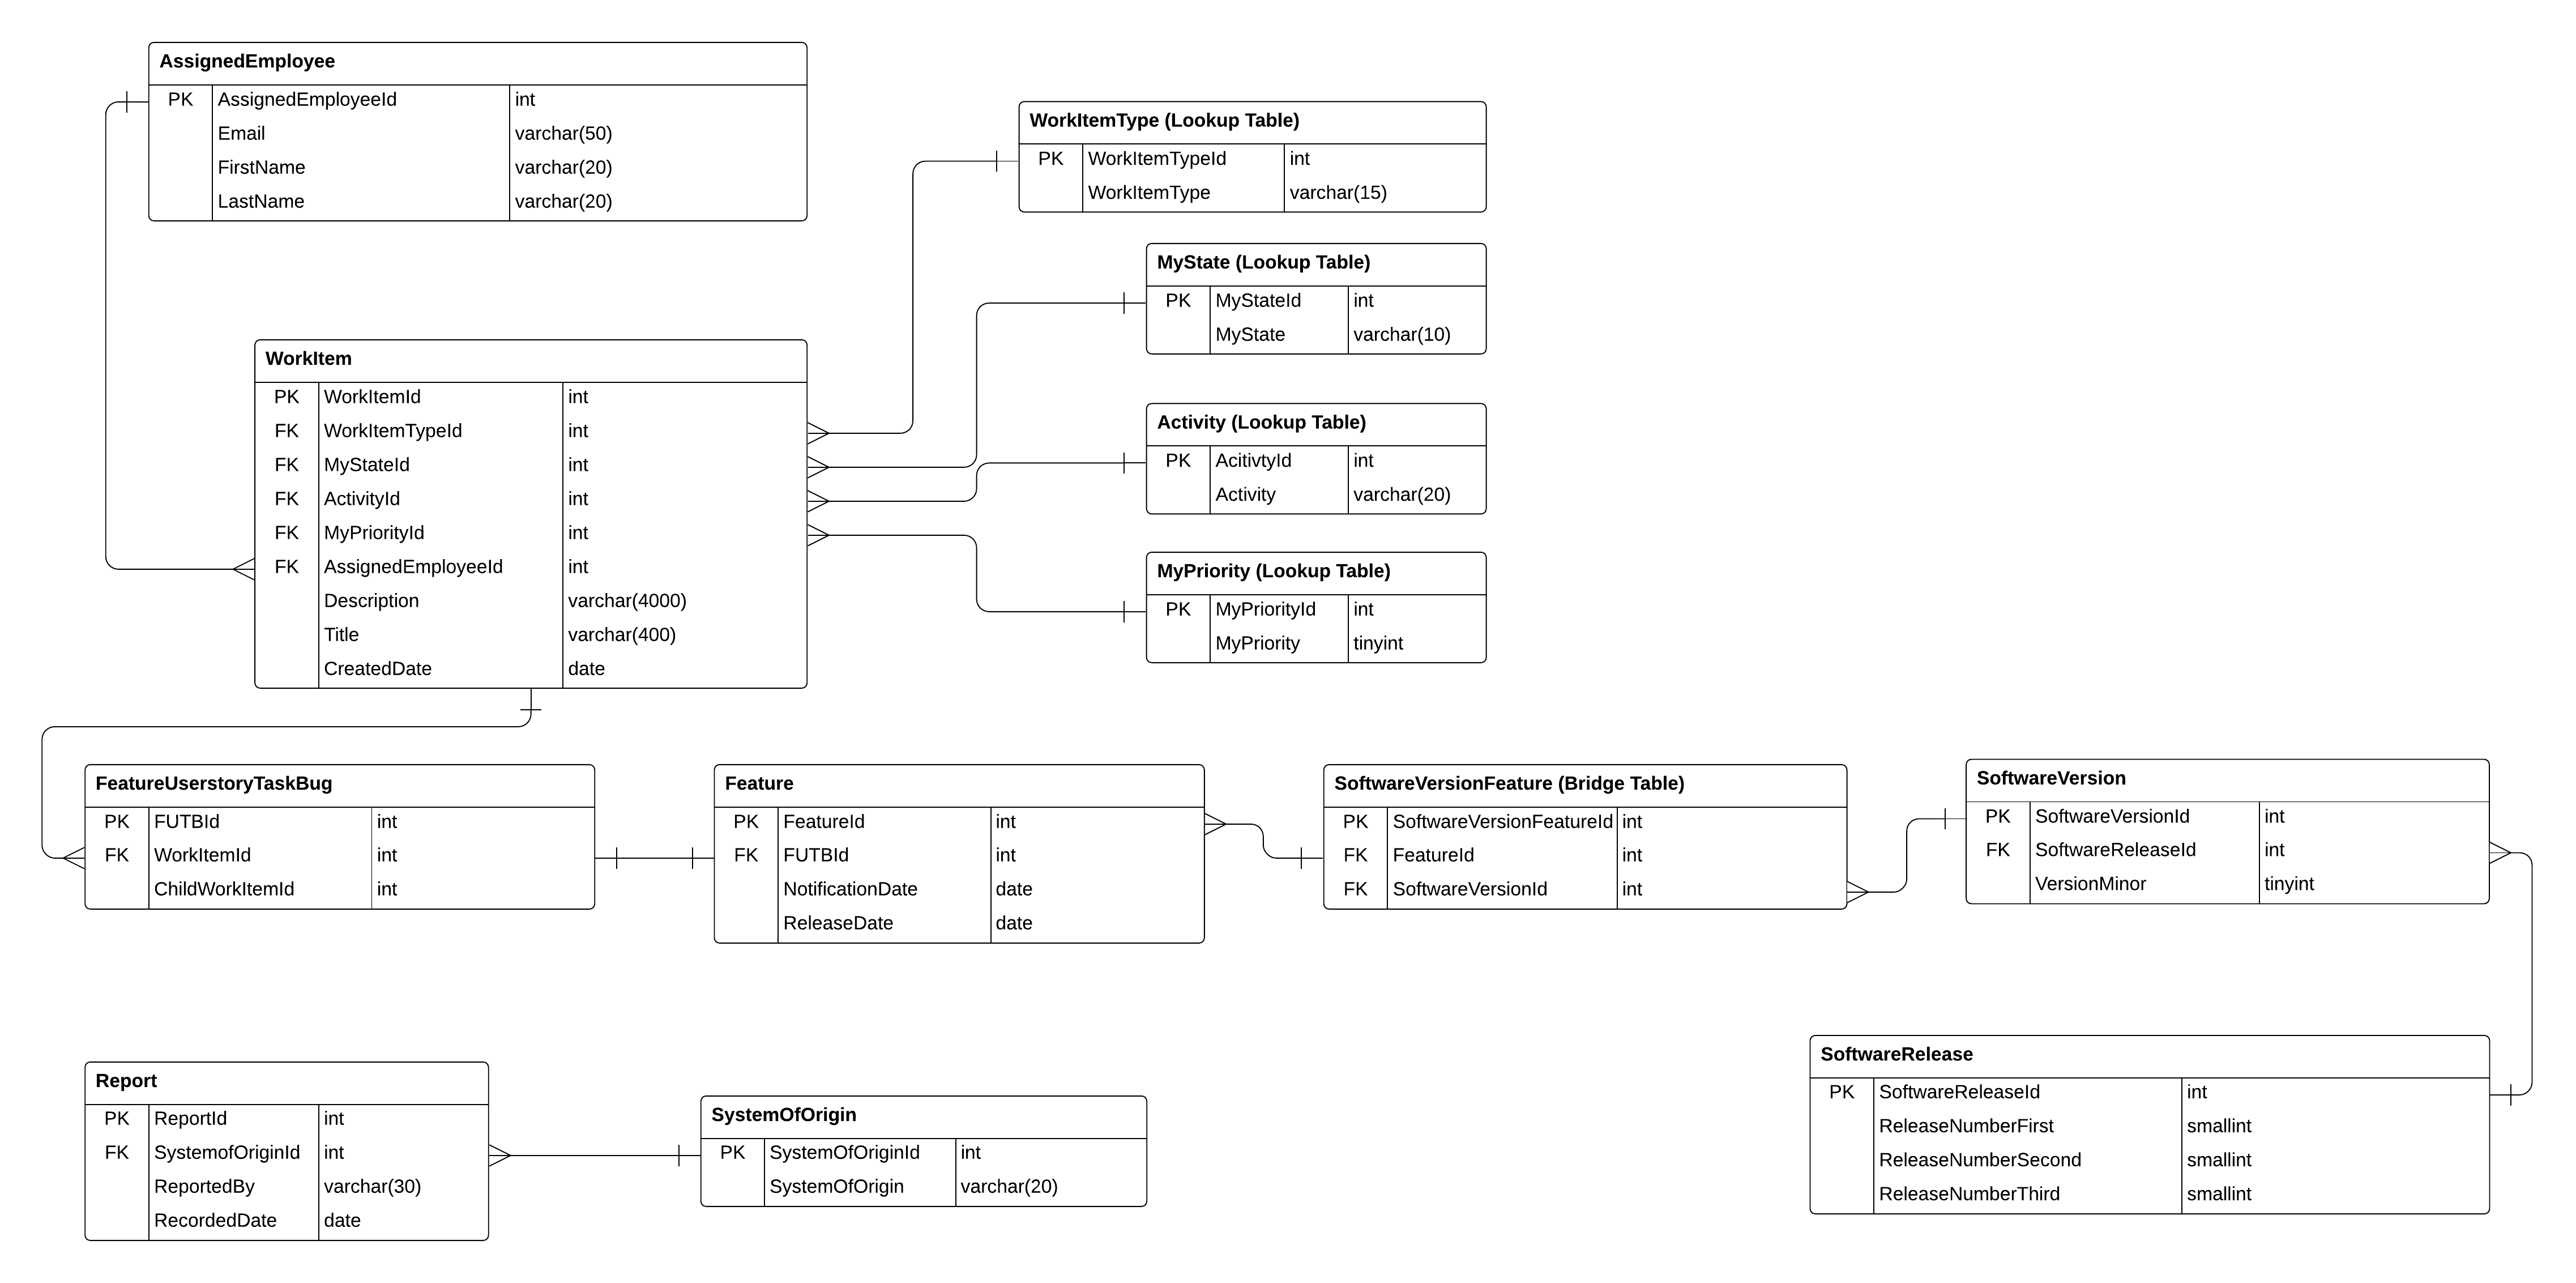 AssignedEmployee
PK AssignedEmployeeId int
Email varchar(50)
FirstName varchar(20)
LastName varchar(20)
WorkItemType (Lookup Table)
PK WorkItemTypeId int
WorkItemType varchar(15)
MyState (Lookup Table)
PK MyStateId int
MyState varchar(10)
WorkItem
PK WorkItemId int
FK WorkItemTypeId int
FK MyStateId int
FK ActivityId int
FK MyPriorityId int
FK AssignedEmployeeId int
Description varchar(4000)
Title varchar(400)
CreatedDate date
Activity (Lookup Table)
PK AcitivtyId int
Activity varchar(20)
MyPriority (Lookup Table)
PK MyPriorityId int
MyPriority tinyint
FeatureUserstoryTaskBug
PK FUTBId int
FK WorkItemId int
ChildWorkItemId int
Feature
PK FeatureId int
FK FUTBId int
NotificationDate date
ReleaseDate date
SoftwareVersionFeature (Bridge Table)
PK SoftwareVersionFeatureId int
FK FeatureId int
FK SoftwareVersionId int
SoftwareVersion
PK SoftwareVersionId int
FK SoftwareReleaseId int
VersionMinor tinyint
Report
PK ReportId int
FK SystemofOriginId int
ReportedBy varchar(30)
RecordedDate date
SystemOfOrigin
PK SystemOfOriginId int
SystemOfOrigin varchar(20)
SoftwareRelease
PK SoftwareReleaseId int
ReleaseNumberFirst smallint
ReleaseNumberSecond smallint
ReleaseNumberThird smallint